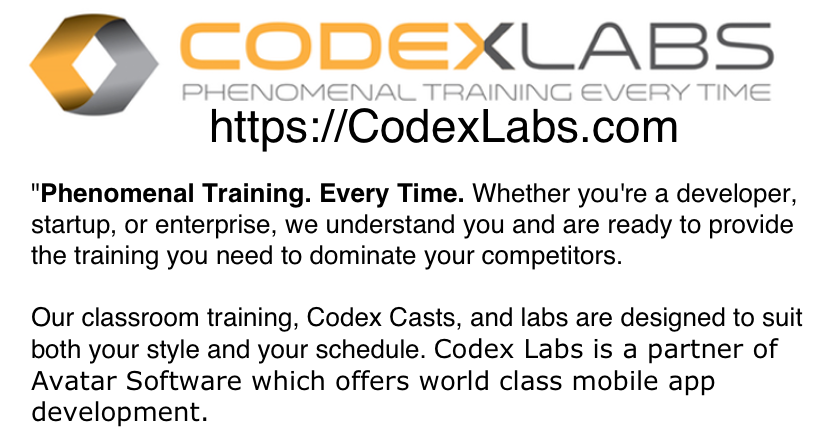 CODEXLABS
PHENOMENAL TRAINING EVERY TIME
https://CodexLabs.com
"Phenomenal Training. Every Time. Whether you're a developer,
startup, or enterprise, we understand you and are ready to provide
the training you need to dominate your competitors.
Our classroom training, Codex Casts, and labs are designed to suit
both your style and your schedule. Codex Labs is a partner of
Avatar Software which offers world class mobile app
development.